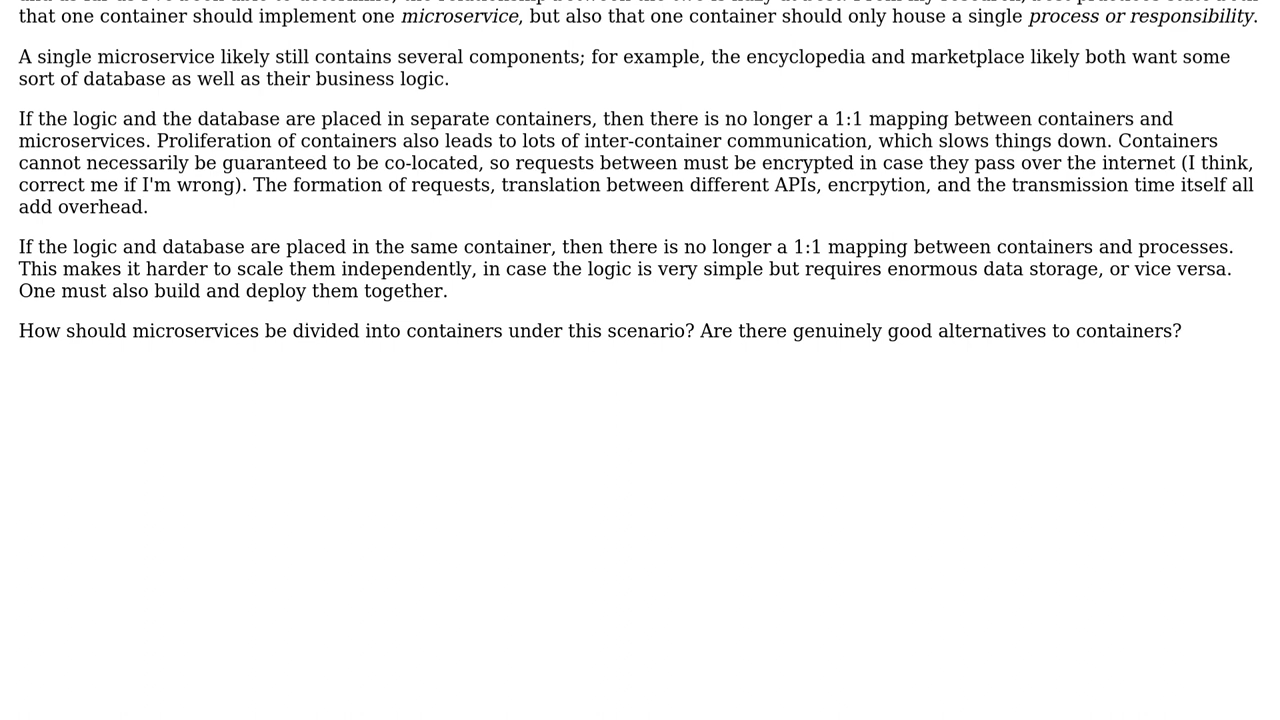 that one container should implement one microservice, but also that one container should only house a single process or responsibility.
A single microservice likely still contains several components; for example, the encyclopedia and marketplace likely both want some
sort of database as well as their business logic.
If the logic and the database are placed in separate containers, then there is no longer a 1:1 mapping between containers and
microservices. Proliferation of containers also leads to lots of inter-container communication, which slows things down. Containers
cannot necessarily be guaranteed to be co-located, so requests between must be encrypted in case they pass over the internet (I think,
correct me if I'm wrong). The formation of requests, translation between different APIs, encrpytion, and the transmission time itself all
add overhead.
If the logic and database are placed in the same container, then there is no longer a 1:1 mapping between containers and processes.
This makes it harder to scale them independently, in case the logic is very simple but requires enormous data storage, or vice versa.
One must also build and deploy them together.
How should microservices be divided into containers under this scenario? Are there genuinely good alternatives to containers?